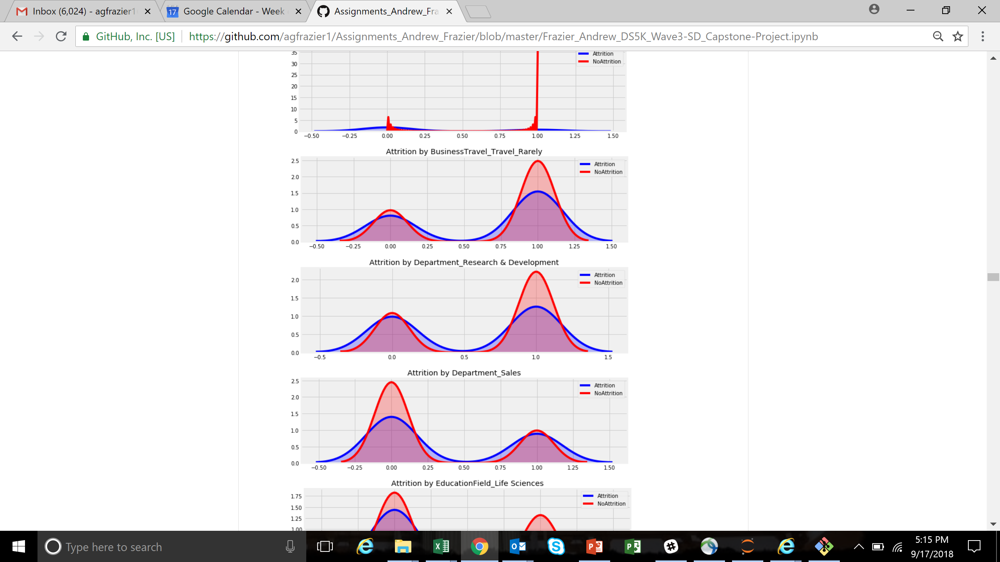 Inbox (6,024) - agfrazier1
Google Calendar - Week
Assignments_Andrew_Fra
GitHub, Inc. [US]
https://github.com/agfrazier1/Assignments_Andrew_Frazier/blob/master/Frazier_Andrew_DS5K_Wave3-SD_Capstone-Project.ipynb
35
30
25
20
15
10
5
0
Attrition
NoAttrition
−0.50 −0.25 0.00 0.25 0.50 0.75 1.00 1.25 1.50
Attrition by BusinessTravel_Travel_Rarely
2.5
2.0
1.5
1.0
0.5
0.0
Attrition
NoAttrition
−0.50 −0.25 0.00 0.25 0.50 0.75 1.00 1.25 1.50
Attrition by Department_Research & Development
2.0
1.5
1.0
0.5
0.0
Attrition
NoAttrition
−0.5 0.0 0.5 1.0 1.5
Attrition by Department_Sales
2.5
2.0
1.5
1.0
0.5
0.0
Attrition
NoAttrition
−0.50 −0.25 0.00 0.25 0.50 0.75 1.00 1.25 1.50
Attrition by EducationField_Life Sciences
1.75
1.50
1.25
1.00
Attrition
NoAttrition
Type here to search
5:15 PM
9/17/2018